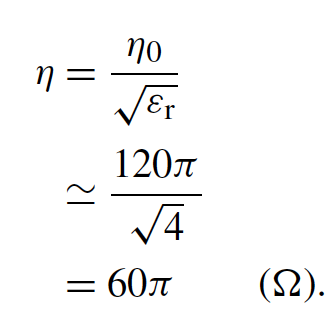 η = η₀ / √εr
≃ 120π / √4
= 60π (Ω).